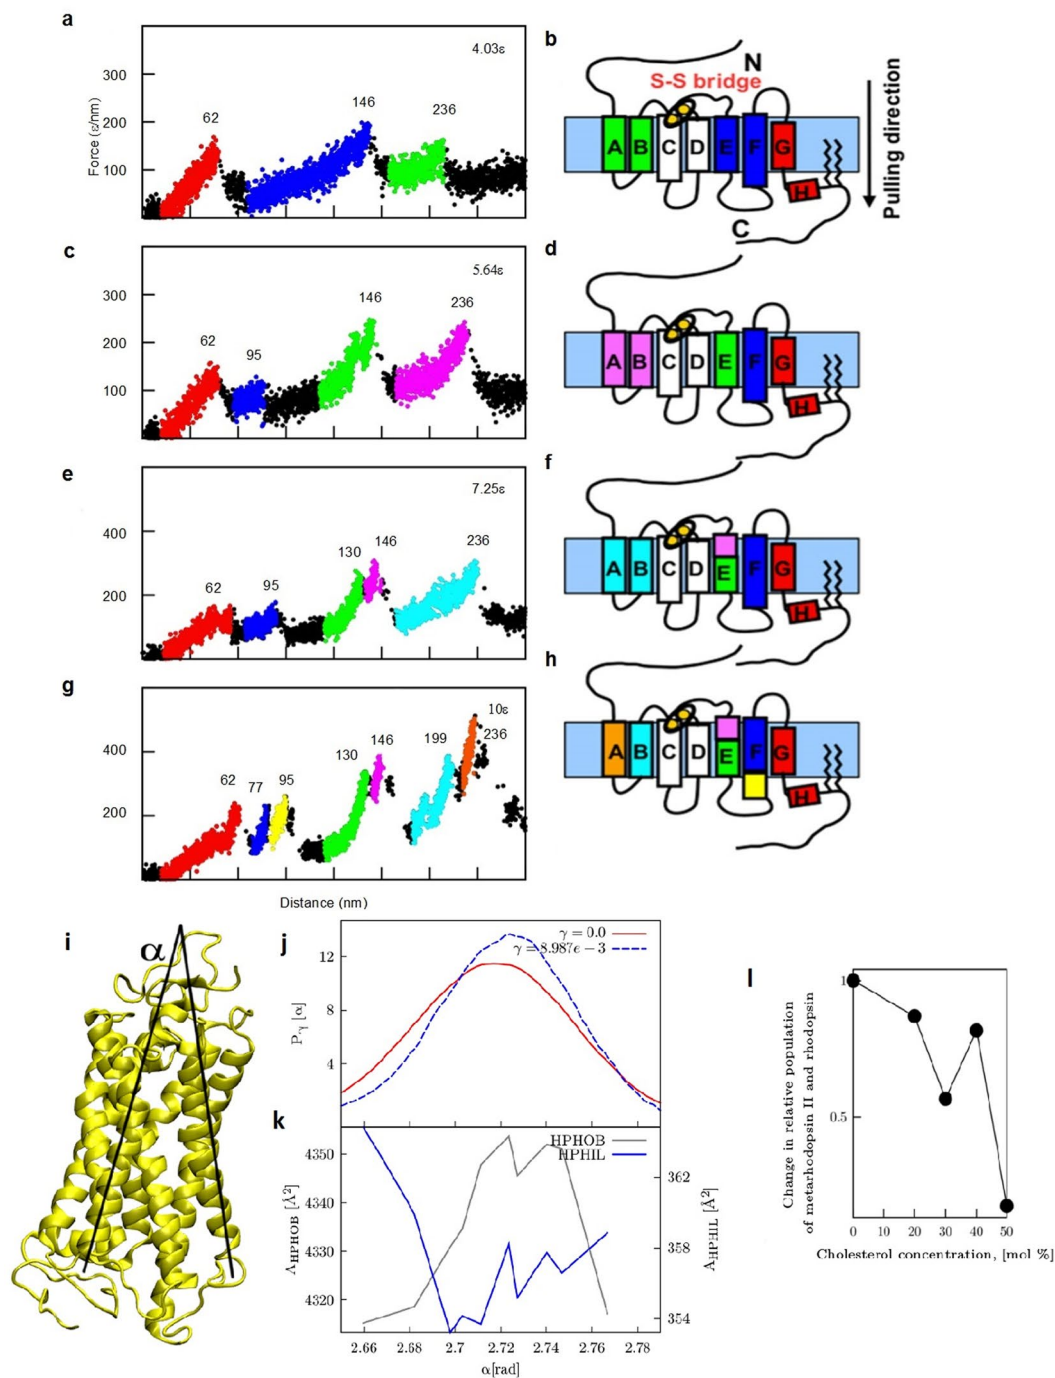 a
4.03ε
300
200
100
Force (ε/nm)
62
146
236
b
N
S-S bridge
A B C D E F G
H
C
Pulling direction
c
5.64ε
300
200
100
62
95
146
236
d
A B C D E F G
H
e
7.25ε
400
200
62
95
130
146
236
f
A B C D E F G
H
g
10ε
400
200
62
77
95
130
146
199
236
Distance (nm)
h
A B C D E F G
H
i
α
j
γ = 0.0
γ = 8.987e − 3
12
8
4
Pγ [α]
k
HPHOB
HPHIL
4350
4340
4330
4320
A_HPHOB [Å²]
362
358
354
A_HPHIL [Å²]
2.66 2.68 2.7 2.72 2.74 2.76 2.78
α[rad]
l
1
0.5
Change in relative population
of metarhodopsin II and rhodopsin
0 10 20 30 40 50
Cholesterol concentration, [mol %]